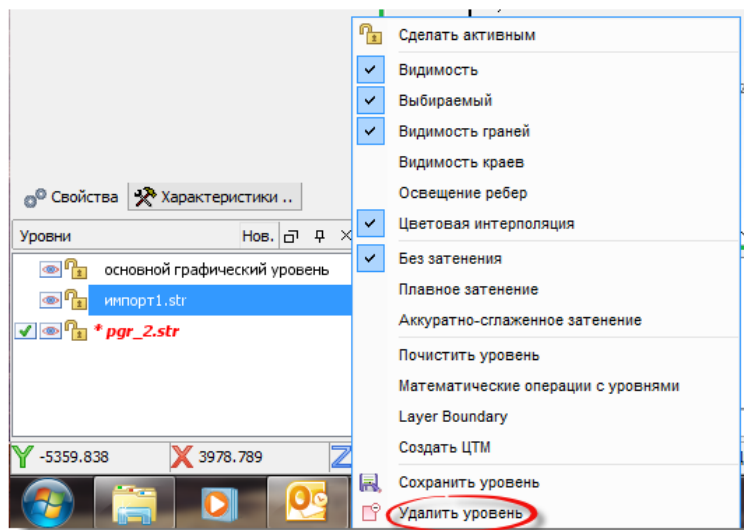 Сделать активным
Видимость
Выбираемый
Видимость граней
Видимость краев
Освещение ребер
Цветовая интерполяция
Без затенения
Плавное затенение
Аккуратно-сглаженное затенение
Почистить уровень
Математические операции с уровнями
Layer Boundary
Создать ЦТМ
Сохранить уровень
Удалить уровень
Свойства
Характеристики ..
Уровни Нов.
основной графический уровень
импорт1.str
* pgr_2.str
Y -5359.838 X 3978.789 Z